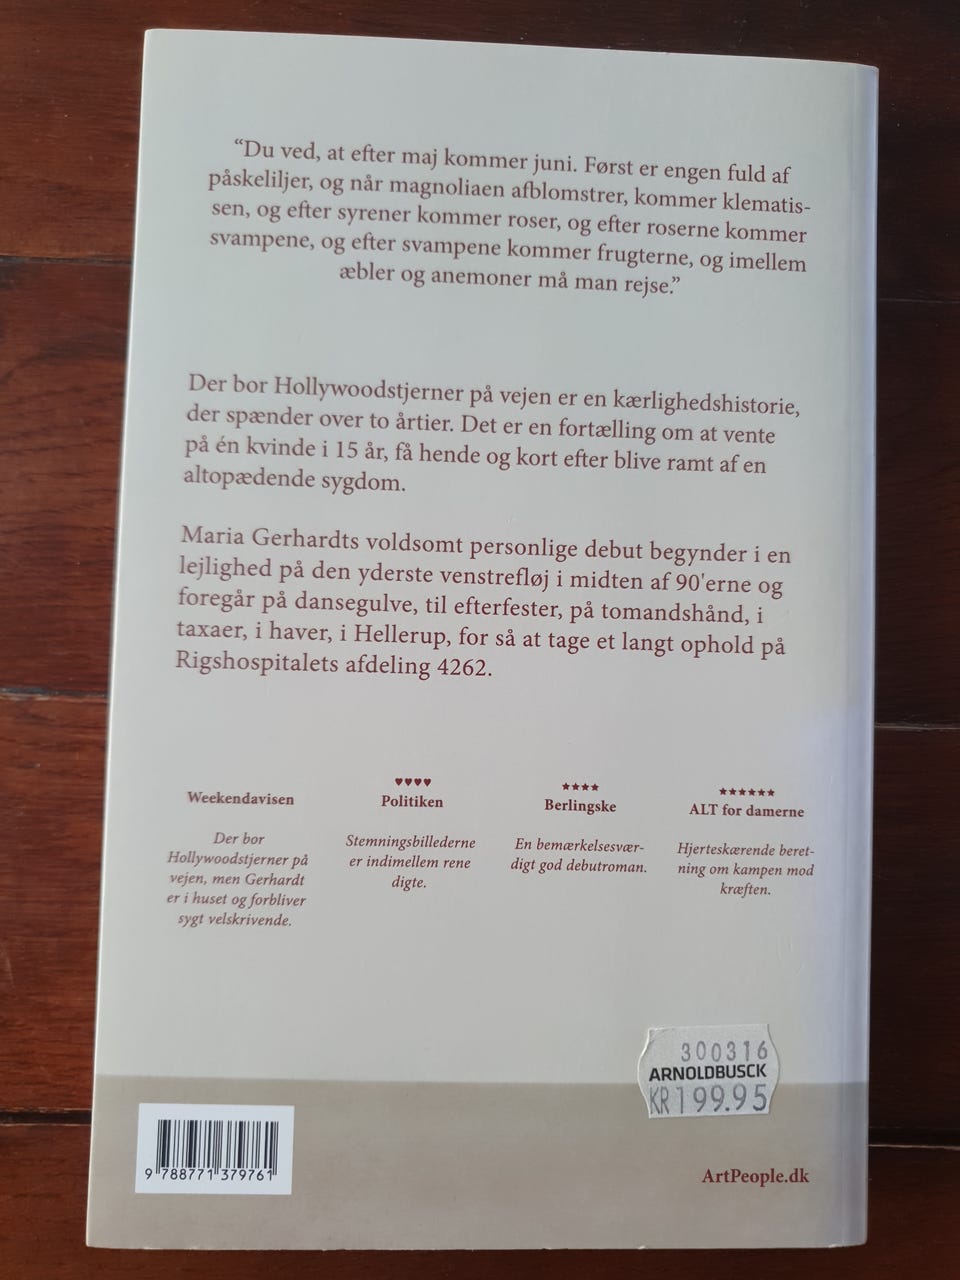 “Du ved, at efter maj kommer juni. Først er engen fuld af
påskeliljer, og når magnoliaen afblomstrer, kommer klematis-
sen, og efter syrener kommer roser, og efter roserne kommer
svampene, og efter svampene kommer frugterne, og imellem
æbler og anemoner må man rejse.”
Der bor Hollywoodstjerner på vejen er en kærlighedshistorie,
der spænder over to årtier. Det er en fortælling om at vente
på én kvinde i 15 år, få hende og kort efter blive ramt af en
altopædende sygdom.
Maria Gerhardts voldsomt personlige debut begynder i en
lejlighed på den yderste venstrefløj i midten af 90'erne og
foregår på dansegulve, til efterfester, på tomandshånd, i
taxaer, i haver, i Hellerup, for så at tage et langt ophold på
Rigshospitalets afdeling 4262.
Weekendavisen
Der bor
Hollywoodstjerner på
vejen, men Gerhardt
er i huset og forbliver
sygt velskrivende.
♥♥♥♥
Politiken
Stemningsbillederne
er indimellem rene
digte.
★★★★
Berlingske
En bemærkelsesvær-
digt god debutroman.
★★★★★★
ALT for damerne
Hjerteskærende beret-
ning om kampen mod
kræften.
300316
ARNOLDBUSCK
KR199.95
9 788771 379761
ArtPeople.dk